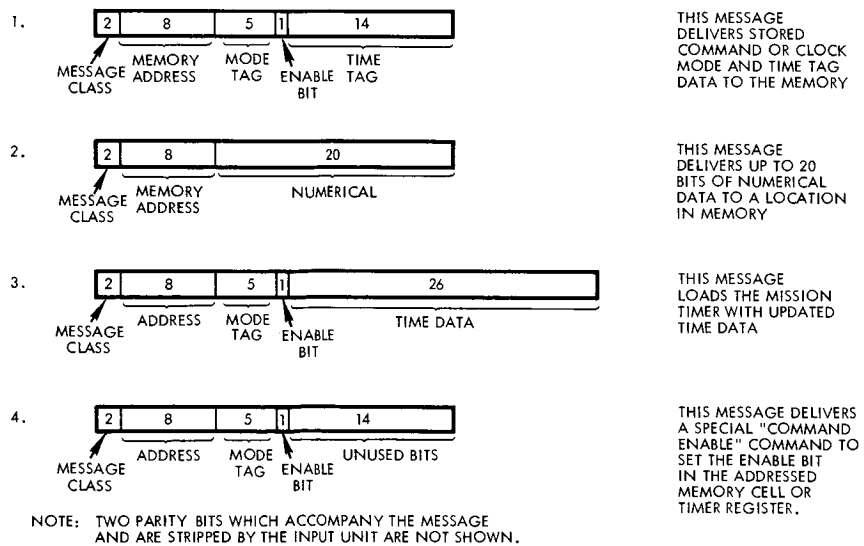 1.
2 8 5 1 14
MESSAGE CLASS
MEMORY ADDRESS
MODE TAG
ENABLE BIT
TIME TAG
THIS MESSAGE
DELIVERS STORED
COMMAND OR CLOCK
MODE AND TIME TAG
DATA TO THE MEMORY
2.
2 8 20
MESSAGE CLASS
MEMORY ADDRESS
NUMERICAL
THIS MESSAGE
DELIVERS UP TO 20
BITS OF NUMERICAL
DATA TO A LOCATION
IN MEMORY
3.
2 8 5 1 26
MESSAGE CLASS
ADDRESS
MODE TAG
ENABLE BIT
TIME DATA
THIS MESSAGE
LOADS THE MISSION
TIMER WITH UPDATED
TIME DATA
4.
2 8 5 1 14
MESSAGE CLASS
ADDRESS
MODE TAG
ENABLE BIT
UNUSED BITS
THIS MESSAGE DELIVERS
A SPECIAL "COMMAND
ENABLE" COMMAND TO
SET THE ENABLE BIT
IN THE ADDRESSED
MEMORY CELL OR
TIMER REGISTER.
NOTE: TWO PARITY BITS WHICH ACCOMPANY THE MESSAGE
AND ARE STRIPPED BY THE INPUT UNIT ARE NOT SHOWN.